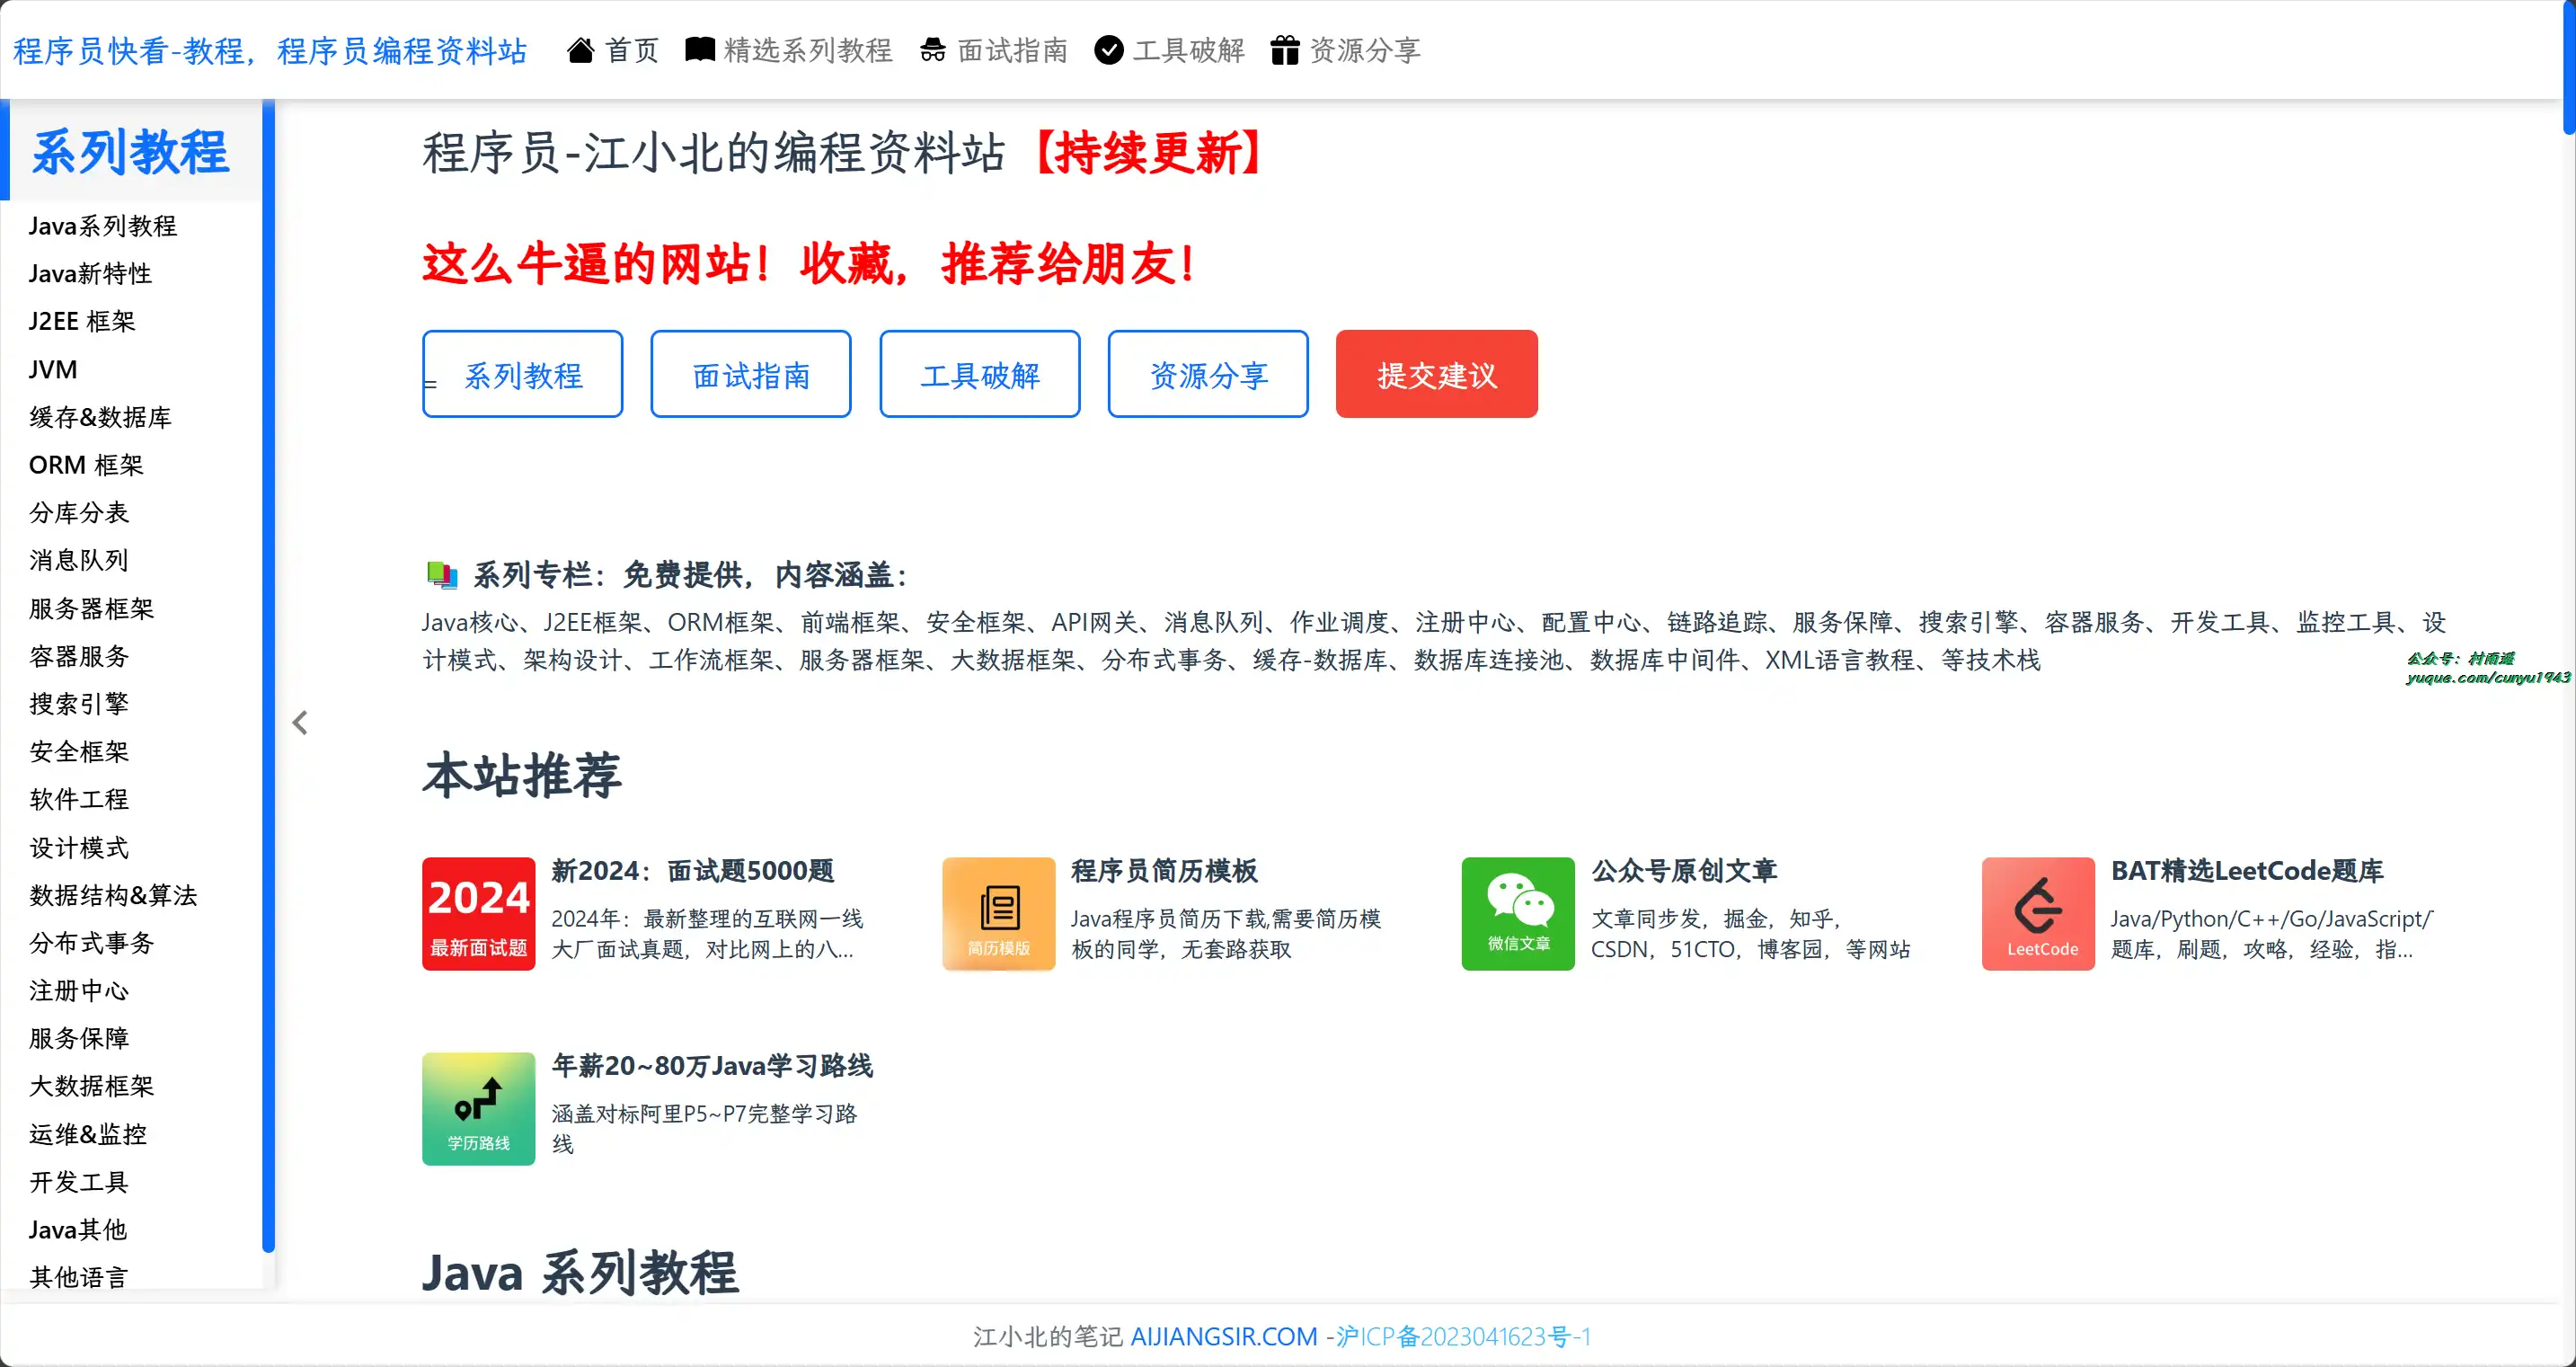 程序员快看-教程，程序员编程资料站
首页
精选系列教程
面试指南
工具破解
资源分享
系列教程
Java系列教程
Java新特性
J2EE 框架
JVM
缓存&数据库
ORM 框架
分库分表
消息队列
服务器框架
容器服务
搜索引擎
安全框架
软件工程
设计模式
数据结构&算法
分布式事务
注册中心
服务保障
大数据框架
运维&监控
开发工具
Java其他
其他语言
程序员-江小北的编程资料站【持续更新】
这么牛逼的网站！收藏，推荐给朋友！
=
系列教程
面试指南
工具破解
资源分享
提交建议
系列专栏：免费提供，内容涵盖：
Java核心、J2EE框架、ORM框架、前端框架、安全框架、API网关、消息队列、作业调度、注册中心、配置中心、链路追踪、服务保障、搜索引擎、容器服务、开发工具、监控工具、设
计模式、架构设计、工作流框架、服务器框架、大数据框架、分布式事务、缓存-数据库、数据库连接池、数据库中间件、XML语言教程、等技术栈
公众号：村雨遥
yuque.com/cunyu1943
本站推荐
2024
最新面试题
新2024：面试题5000题
2024年：最新整理的互联网一线
大厂面试真题，对比网上的八...
简历模版
程序员简历模板
Java程序员简历下载,需要简历模
板的同学，无套路获取
微信文章
公众号原创文章
文章同步发，掘金，知乎，
CSDN，51CTO，博客园，等网站
LeetCode
BAT精选LeetCode题库
Java/Python/C++/Go/JavaScript/
题库，刷题，攻略，经验，指...
学历路线
年薪20~80万Java学习路线
涵盖对标阿里P5~P7完整学习路
线
Java 系列教程
江小北的笔记 AIJIANGSIR.COM -沪ICP备2023041623号-1